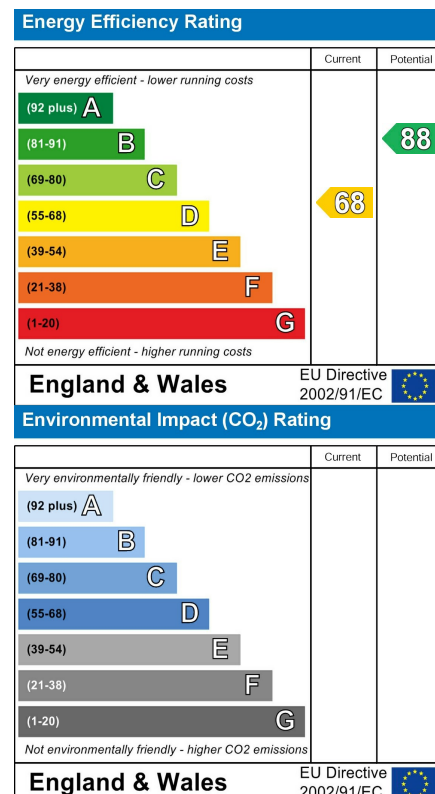 Energy Efficiency Rating
Current Potential
Very energy efficient - lower running costs
(92 plus) A
(81-91) B 88
(69-80) C
(55-68) D 68
(39-54) E
(21-38) F
(1-20) G
Not energy efficient - higher running costs
England & Wales EU Directive 2002/91/EC
Environmental Impact (CO₂) Rating
Current Potential
Very environmentally friendly - lower CO2 emissions
(92 plus) A
(81-91) B
(69-80) C
(55-68) D
(39-54) E
(21-38) F
(1-20) G
Not environmentally friendly - higher CO2 emissions
England & Wales EU Directive 2002/91/EC